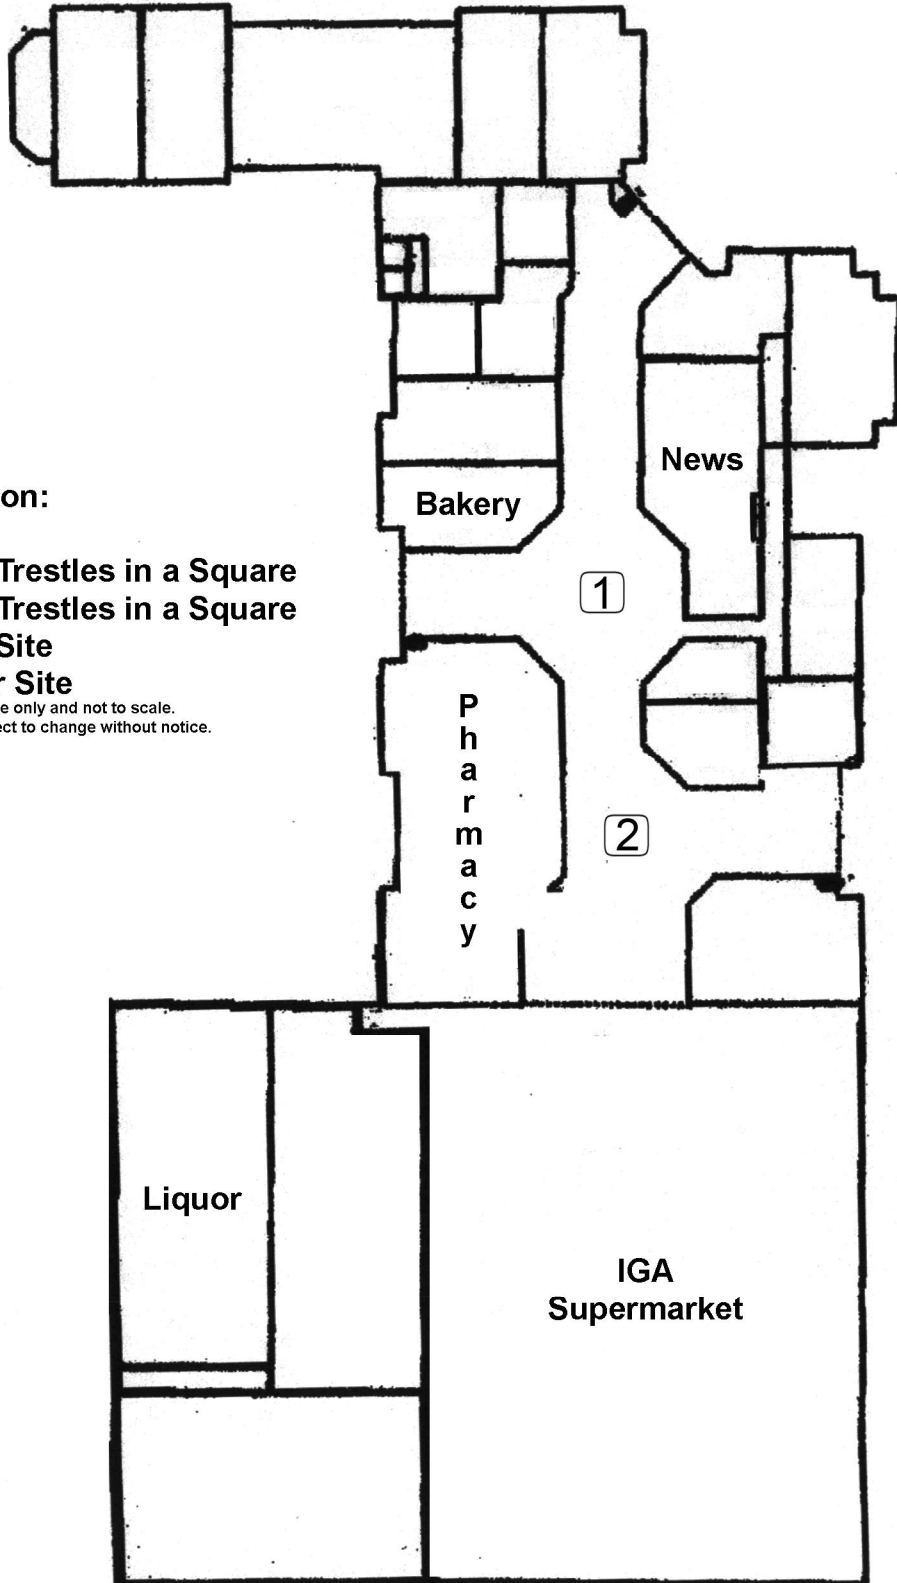 News
Bakery
on:
Trestles in a Square
Trestles in a Square
Site
r Site
e only and not to scale.
ect to change without notice.
1
P
h
a
r
m
a
c
y
2
Liquor
IGA
Supermarket